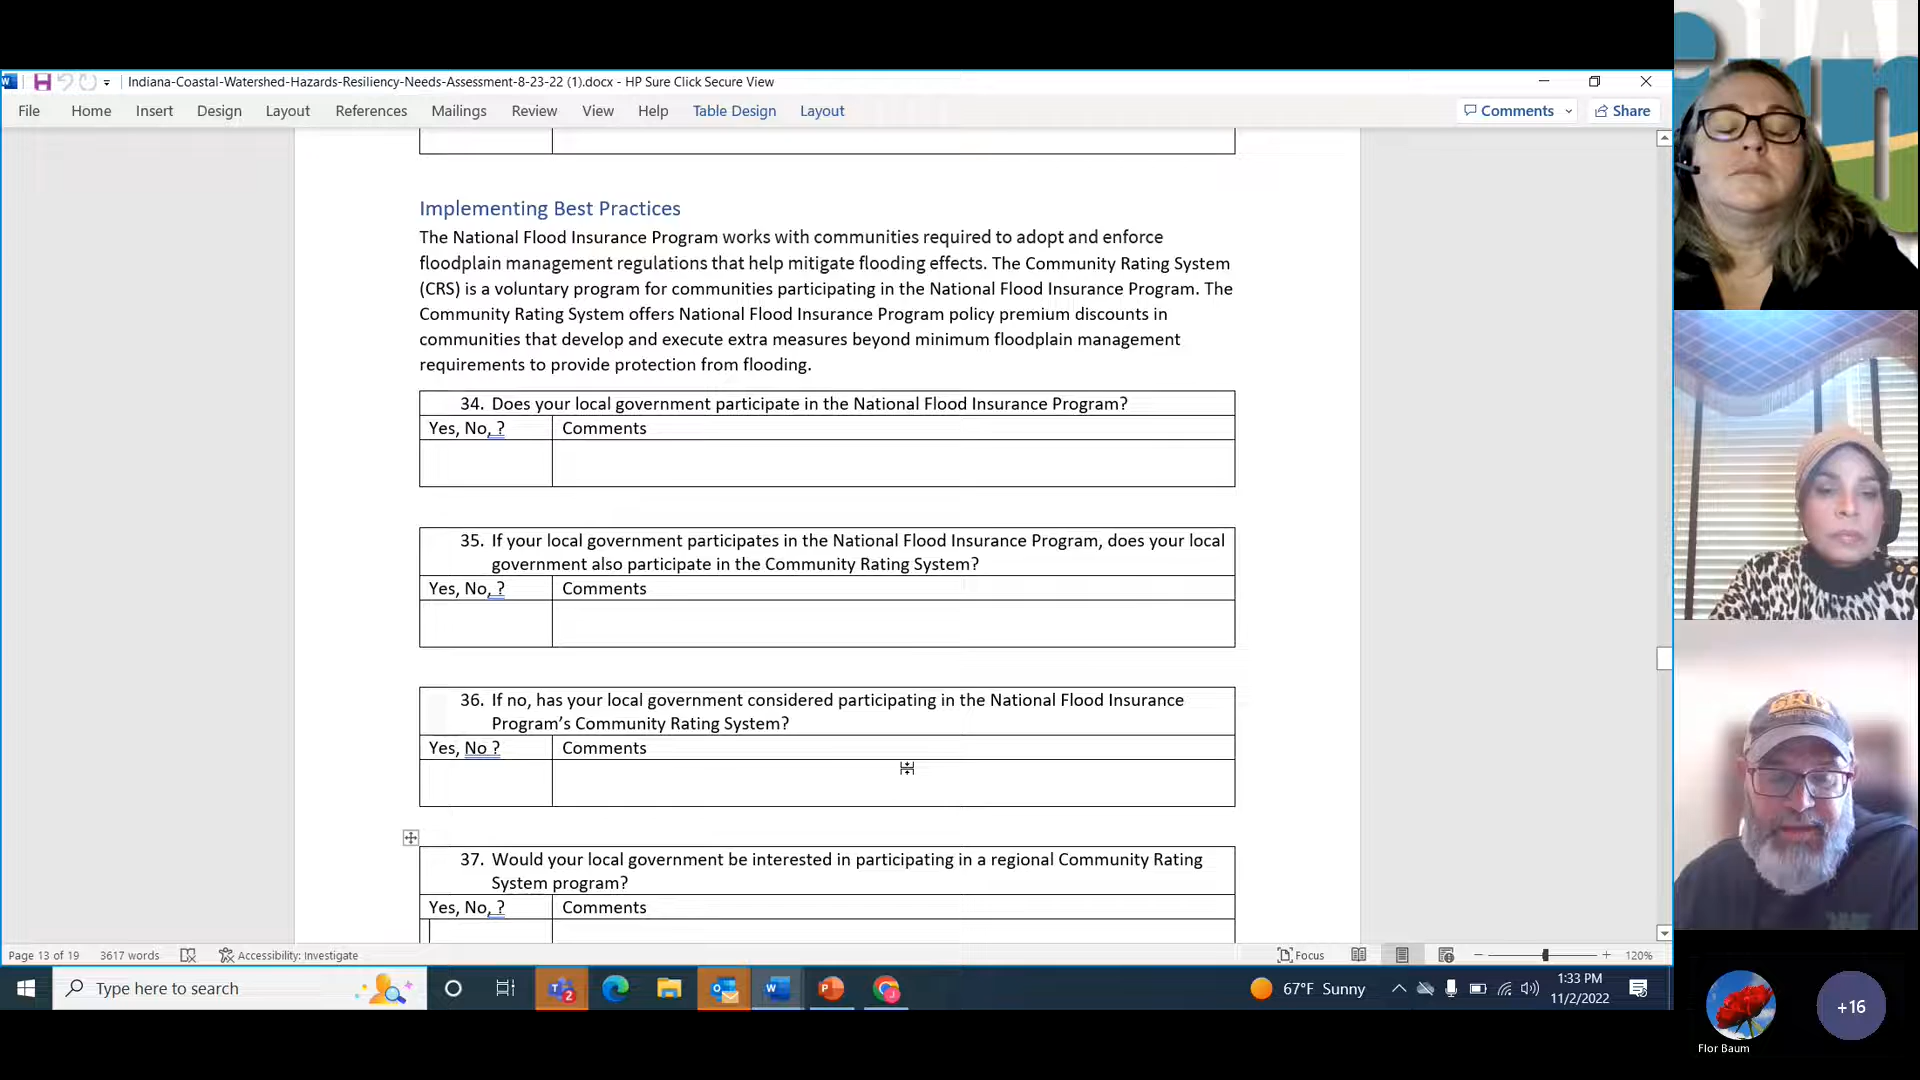 Indiana-Coastal-Watershed-Hazards-Resiliency-Needs-Assessment-8-23-22 (1).docx - HP Sure Click Secure View
File Home Insert Design Layout References Mailings Review View Help Table Design Layout Comments Share
Implementing Best Practices
The National Flood Insurance Program works with communities required to adopt and enforce
floodplain management regulations that help mitigate flooding effects. The Community Rating System
(CRS) is a voluntary program for communities participating in the National Flood Insurance Program. The
Community Rating System offers National Flood Insurance Program policy premium discounts in
communities that develop and execute extra measures beyond minimum floodplain management
requirements to provide protection from flooding.
34. Does your local government participate in the National Flood Insurance Program?
Yes, No, ? Comments
35. If your local government participates in the National Flood Insurance Program, does your local
government also participate in the Community Rating System?
Yes, No, ? Comments
36. If no, has your local government considered participating in the National Flood Insurance
Program's Community Rating System?
Yes, No ? Comments
37. Would your local government be interested in participating in a regional Community Rating
System program?
Yes, No, ? Comments
Page 13 of 19 3617 words Accessibility: Investigate Focus 120%
Type here to search 2 67°F Sunny 1:33 PM
11/2/2022
+16
Flor Baum